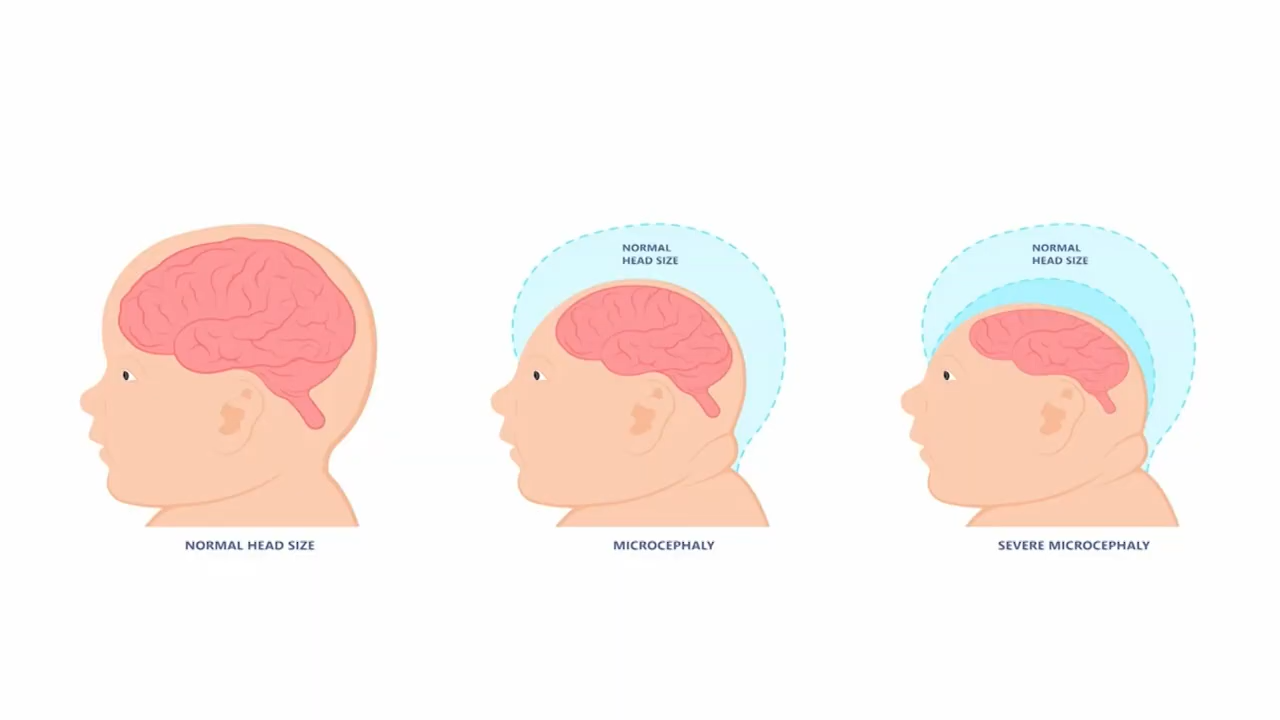 NORMAL
HEAD SIZE
NORMAL
HEAD SIZE
NORMAL HEAD SIZE
MICROCEPHALY
SEVERE MICROCEPHALY